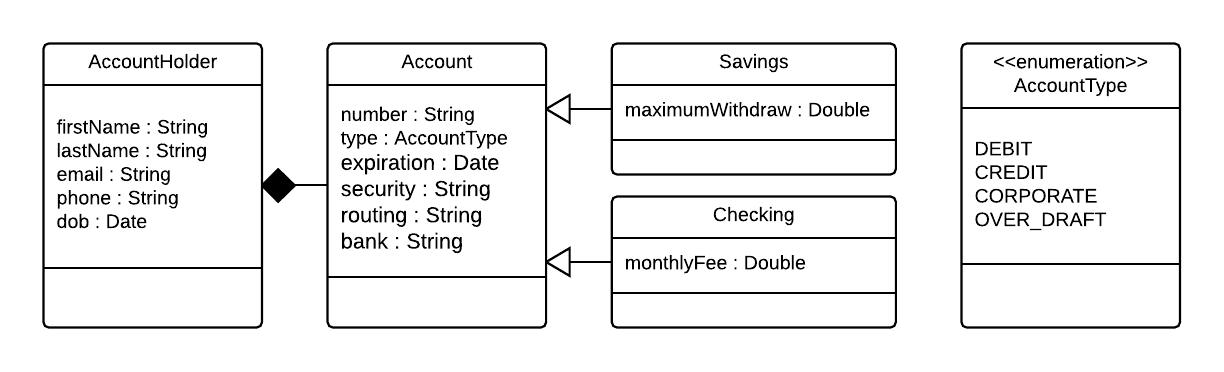 AccountHolder
firstName : String
lastName : String
email : String
phone : String
dob : Date
Account
number : String
type : AccountType
expiration : Date
security : String
routing : String
bank : String
Savings
maximumWithdraw : Double
Checking
monthlyFee : Double
<<enumeration>>
AccountType
DEBIT
CREDIT
CORPORATE
OVER_DRAFT